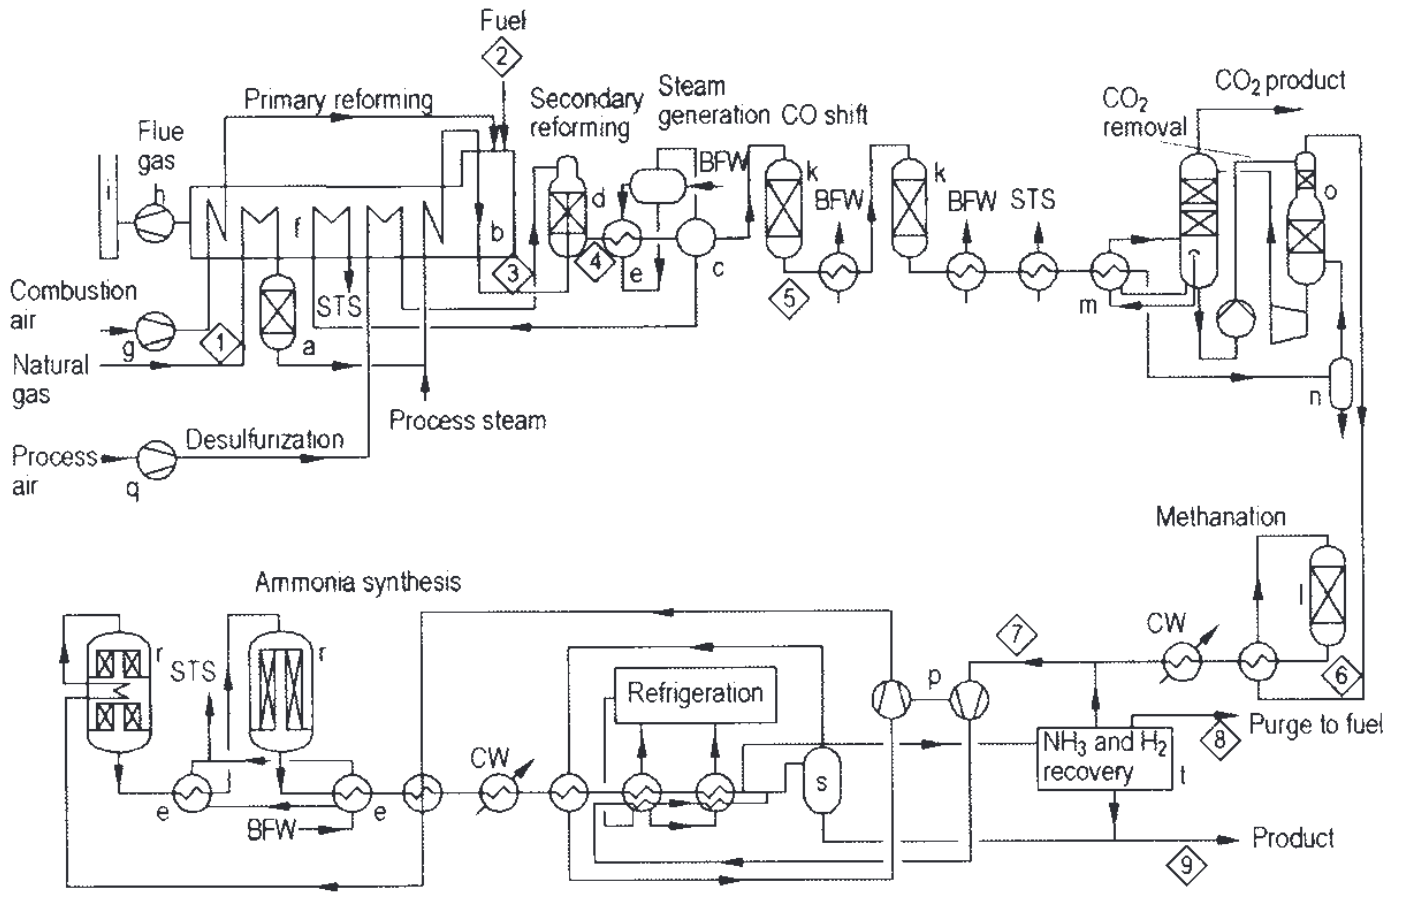 Fuel
2
Primary reforming
Secondary
reforming
Steam
generation
CO shift
CO2 product
CO2
removal
Flue
gas
h
i
f
b
d
BFW
k
BFW
k
BFW
STS
o
3
4
e
c
5
m
STS
Combustion
air
g
1
a
Natural
gas
n
Process steam
Desulfurization
Process
air
q
Methanation
l
Ammonia synthesis
CW
7
6
r
STS
r
Refrigeration
p
Purge to fuel
8
NH3 and H2
recovery
t
CW
s
e
BFW
e
Product
9